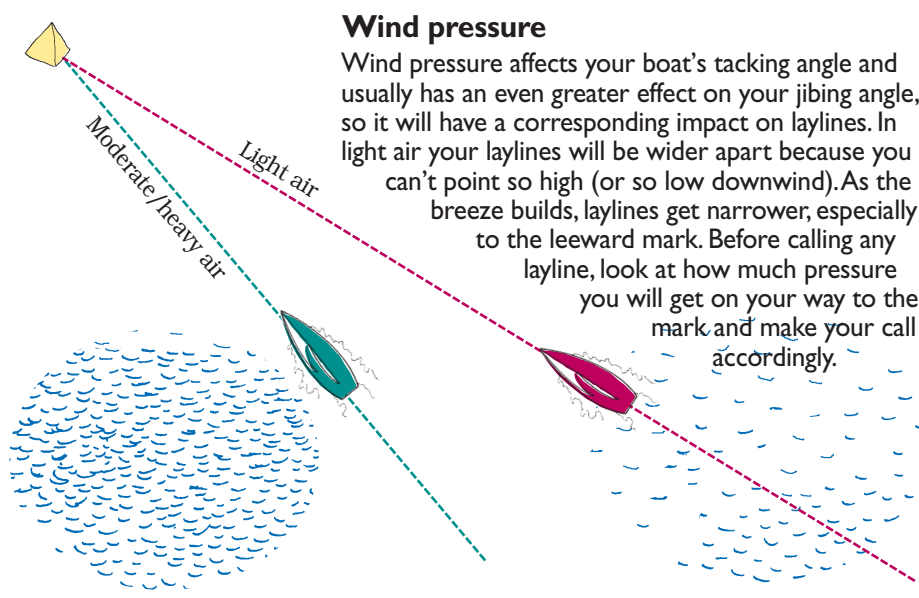 Wind pressure
Wind pressure affects your boat’s tacking angle and
usually has an even greater effect on your jibing angle,
so it will have a corresponding impact on laylines. In
light air your laylines will be wider apart because you
can’t point so high (or so low downwind). As the
breeze builds, laylines get narrower, especially
to the leeward mark. Before calling any
layline, look at how much pressure
you will get on your way to the
mark and make your call
accordingly.
Moderate/heavy air
Light air